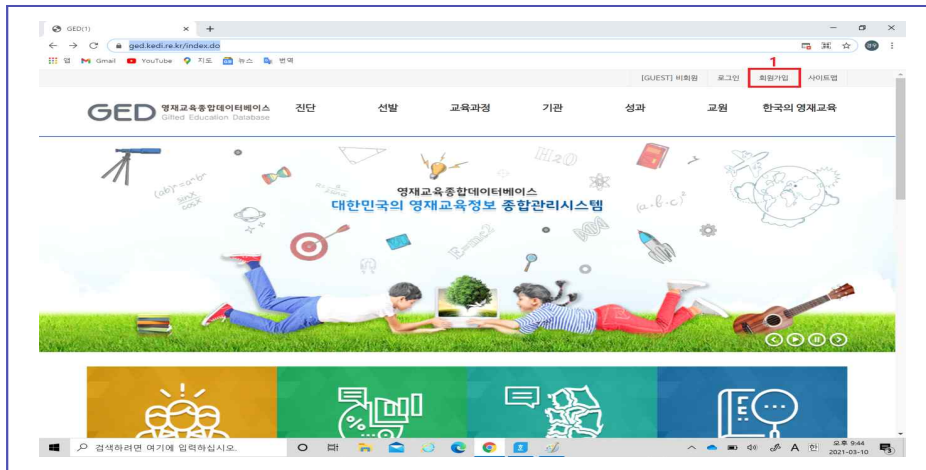 GED(1)
ged.kedi.re.kr/index.do
앱 Gmail YouTube 지도 뉴스 번역
1
[GUEST] 비회원 로그인 회원가입 사이트맵
GED 영재교육종합데이터베이스
Gifted Education Database
진단 선발 교육과정 기관 성과 교원 한국의 영재교육
H2O
영재교육종합데이터베이스
대한민국의 영재교육정보 종합관리시스템
E=mc2
검색하려면 여기에 입력하십시오.
A 한 오후 9:44
2021-03-10